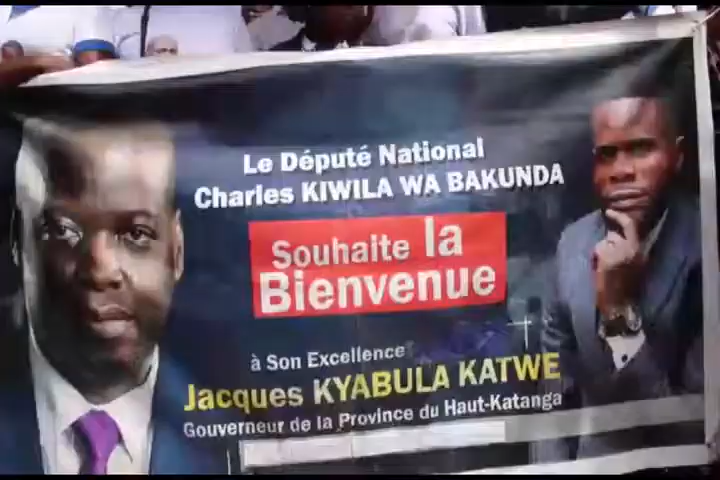 Le Député National
Charles KIWILA WA BAKUNDA
Souhaite la
Bienvenue
à Son Excellence
Jacques KYABULA KATWE
Gouverneur de la Province du Haut-Katanga